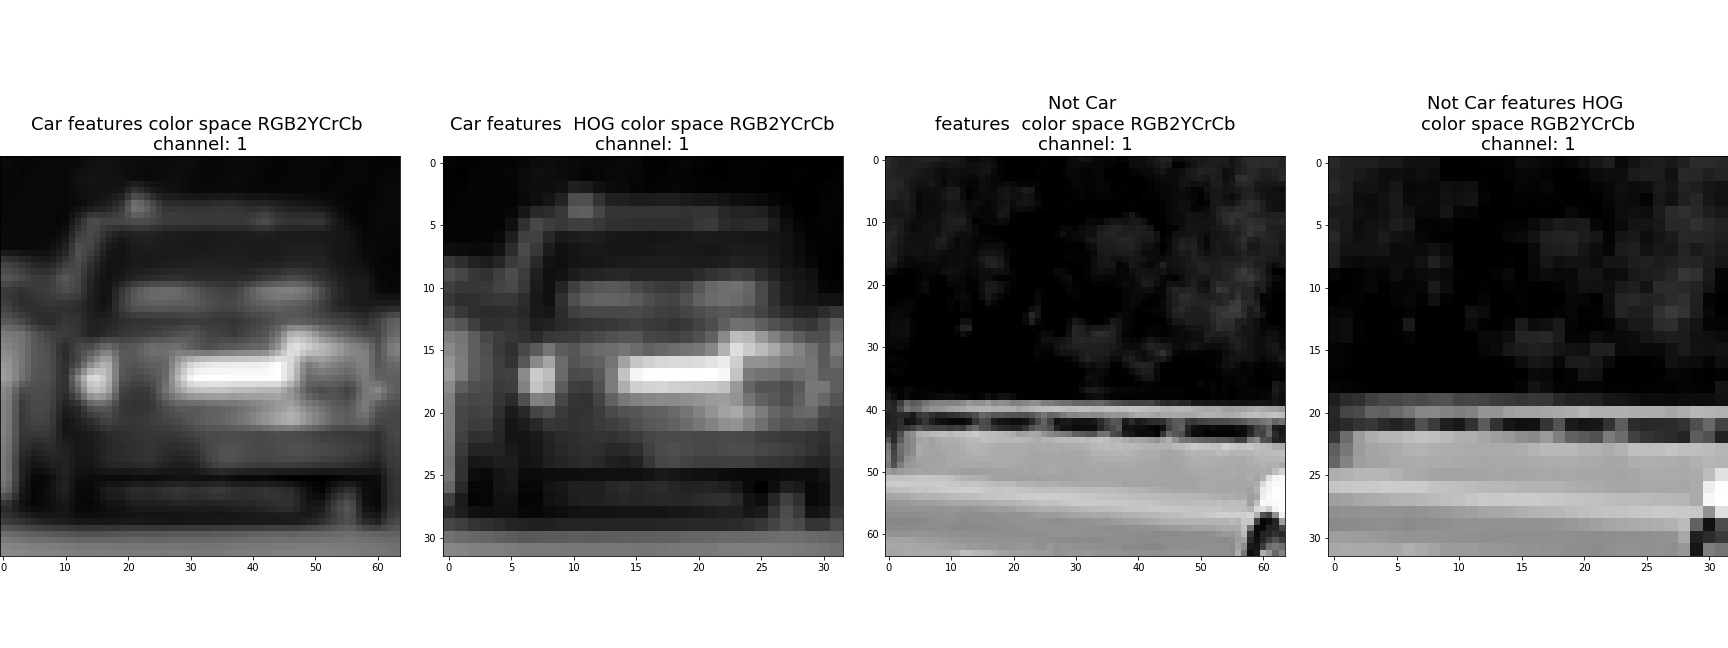 Car features color space RGB2YCrCb
channel: 1
0 10 20 30 40 50 60
Car features  HOG color space RGB2YCrCb
channel: 1
0
5
10
15
20
25
30
0 5 10 15 20 25 30
Not Car
features  color space RGB2YCrCb
channel: 1
0
10
20
30
40
50
60
0 10 20 30 40 50 60
Not Car features HOG
color space RGB2YCrCb
channel: 1
0
5
10
15
20
25
30
0 5 10 15 20 25 30